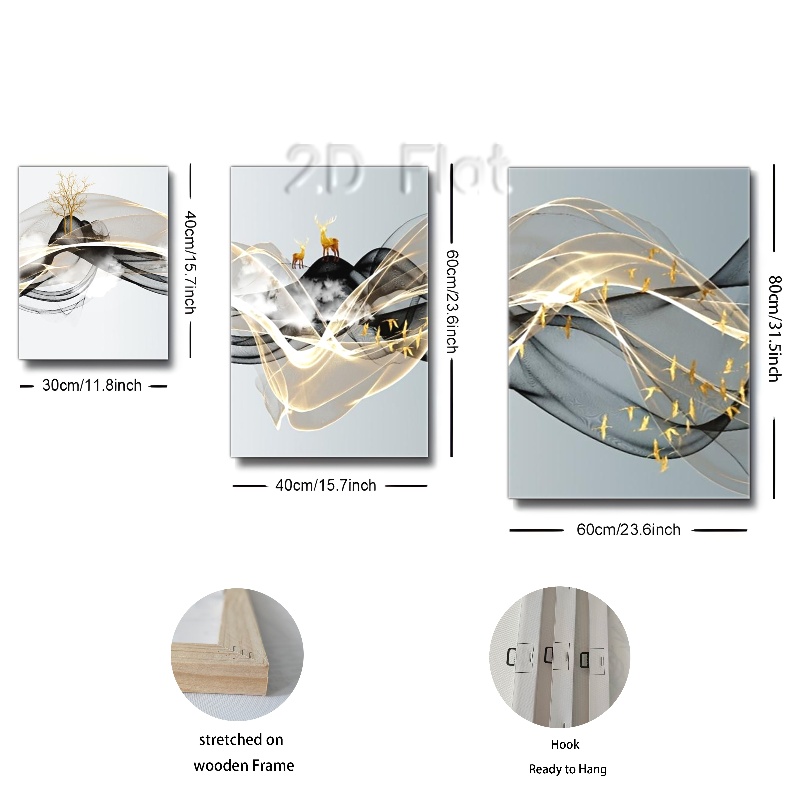 2D Flat
40cm/15.7inch
30cm/11.8inch
60cm/23.6inch
40cm/15.7inch
80cm/31.5inch
60cm/23.6inch
stretched on
wooden Frame
Hook
Ready to Hang